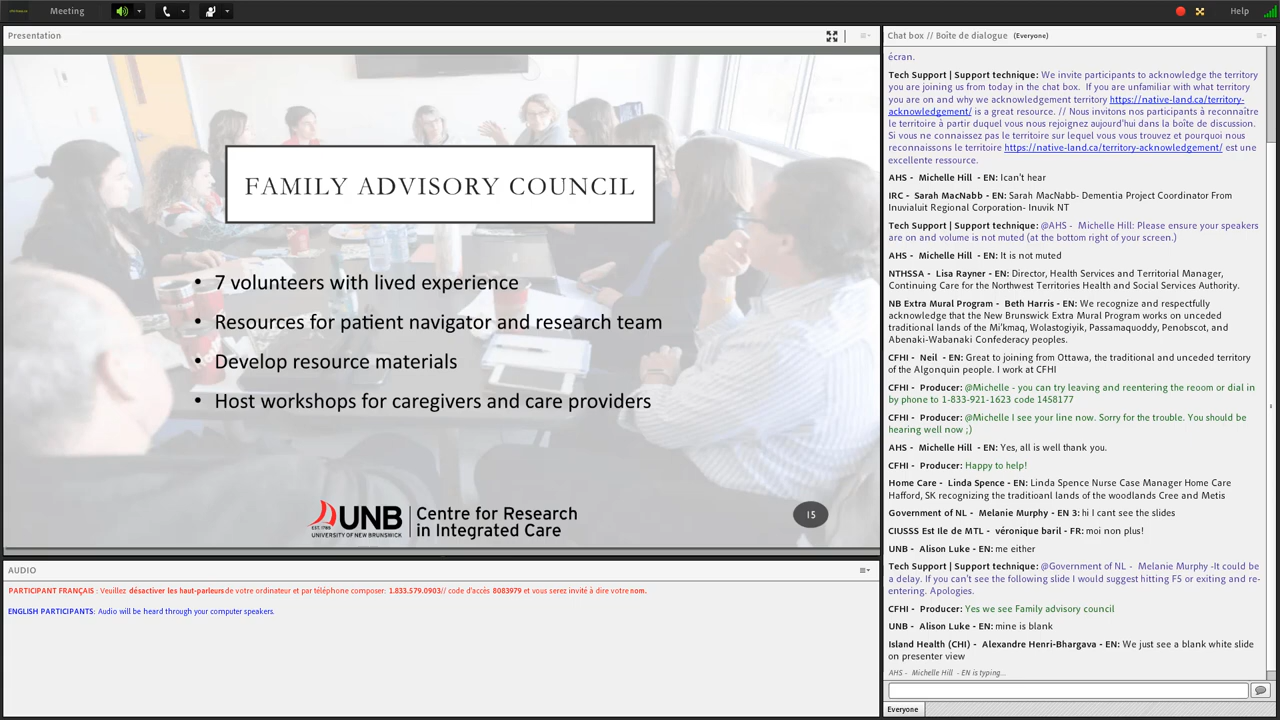 Meeting
Help
Presentation
FAMILY ADVISORY COUNCIL
• 7 volunteers with lived experience
• Resources for patient navigator and research team
• Develop resource materials
• Host workshops for caregivers and care providers
EST. 1785
UNB
UNIVERSITY OF NEW BRUNSWICK
Centre for Research
in Integrated Care
15
AUDIO
PARTICIPANT FRANÇAIS : Veuillez désactiver les haut-parleurs de votre ordinateur et par téléphone composer: 1.833.579.0903// code d'accès 8083979 et vous serez invité à dire votre nom.
ENGLISH PARTICIPANTS: Audio will be heard through your computer speakers.
Chat box // Boîte de dialogue (Everyone)
écran.
Tech Support | Support technique: We invite participants to acknowledge the territory
you are joining us from today in the chat box. If you are unfamiliar with what territory
you are on and why we acknowledgement territory https://native-land.ca/territory-
acknowledgement/ is a great resource. // Nous invitons nos participants à reconnaître
le territoire à partir duquel vous nous rejoignez aujourd'hui dans la boîte de discussion.
Si vous ne connaissez pas le territoire sur lequel vous vous trouvez et pourquoi nous
reconnaissons le territoire https://native-land.ca/territory-acknowledgement/ est une
excellente ressource.
AHS - Michelle Hill - EN: Ican't hear
IRC - Sarah MacNabb - EN: Sarah MacNabb- Dementia Project Coordinator From
Inuvialuit Regional Corporation- Inuvik NT
Tech Support | Support technique: @AHS - Michelle Hill: Please ensure your speakers
are on and volume is not muted (at the bottom right of your screen.)
AHS - Michelle Hill - EN: It is not muted
NTHSSA - Lisa Rayner - EN: Director, Health Services and Territorial Manager,
Continuing Care for the Northwest Territories Health and Social Services Authority.
NB Extra Mural Program - Beth Harris - EN: We recognize and respectfully
acknowledge that the New Brunswick Extra Mural Program works on unceded
traditional lands of the Mi'kmaq, Wolastogiyik, Passamaquoddy, Penobscot, and
Abenaki-Wabanaki Confederacy peoples.
CFHI - Neil - EN: Great to joining from Ottawa, the traditional and unceded territory
of the Algonquin people. I work at CFHI
CFHI - Producer: @Michelle - you can try leaving and reentering the reoom or dial in
by phone to 1-833-921-1623 code 1458177
CFHI - Producer: @Michelle I see your line now. Sorry for the trouble. You should be
hearing well now ;)
AHS - Michelle Hill - EN: Yes, all is well thank you.
CFHI - Producer: Happy to help!
Home Care - Linda Spence - EN: Linda Spence Nurse Case Manager Home Care
Hafford, SK recognizing the traditioanl lands of the woodlands Cree and Metis
Government of NL - Melanie Murphy - EN 3: hi I cant see the slides
CIUSSS Est Ile de MTL - véronique baril - FR: moi non plus!
UNB - Alison Luke - EN: me either
Tech Support | Support technique: @Government of NL - Melanie Murphy -It could be
a delay. If you can't see the following slide I would suggest hitting F5 or exiting and re-
entering. Apologies.
CFHI - Producer: Yes we see Family advisory council
UNB - Alison Luke - EN: mine is blank
Island Health (CHI) - Alexandre Henri-Bhargava - EN: We just see a blank white slide
on presenter view
AHS - Michelle Hill - EN is typing...
Everyone